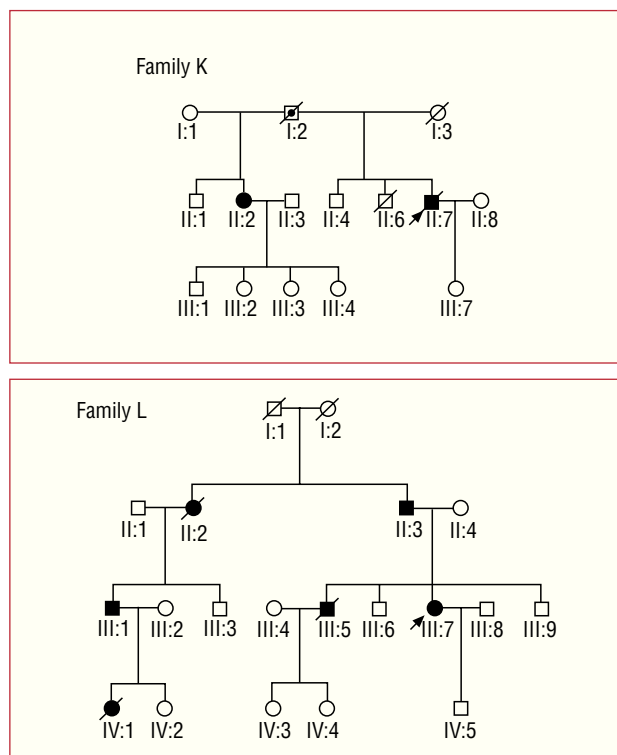 Family K
I:1 I:2 I:3
II:1 II:2 II:3 II:4 II:6 II:7 II:8
III:1 III:2 III:3 III:4 III:7
Family L
I:1 I:2
II:1 II:2 II:3 II:4
III:1 III:2 III:3 III:4 III:5 III:6 III:7 III:8 III:9
IV:1 IV:2 IV:3 IV:4 IV:5